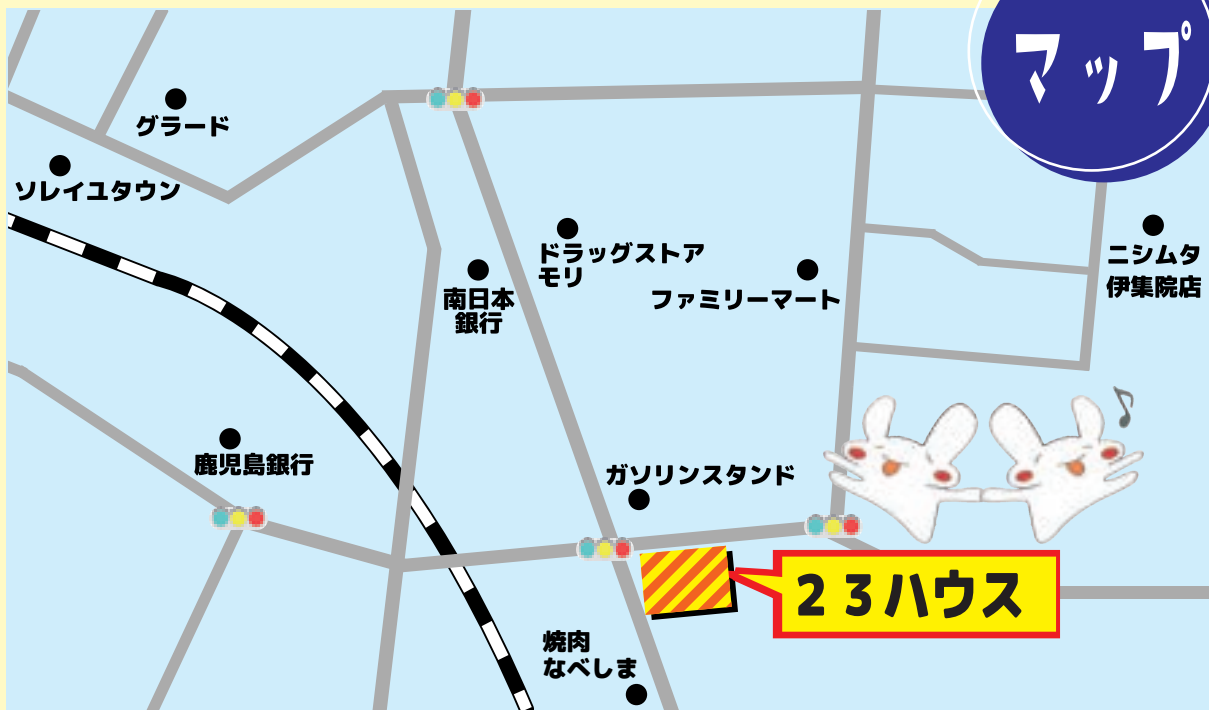 マップ
グラード
ソレイユタウン
ドラッグストア
モリ
ニシムタ
伊集院店
南日本
銀行
ファミリーマート
鹿児島銀行
ガソリンスタンド
２３ハウス
焼肉
なべしま